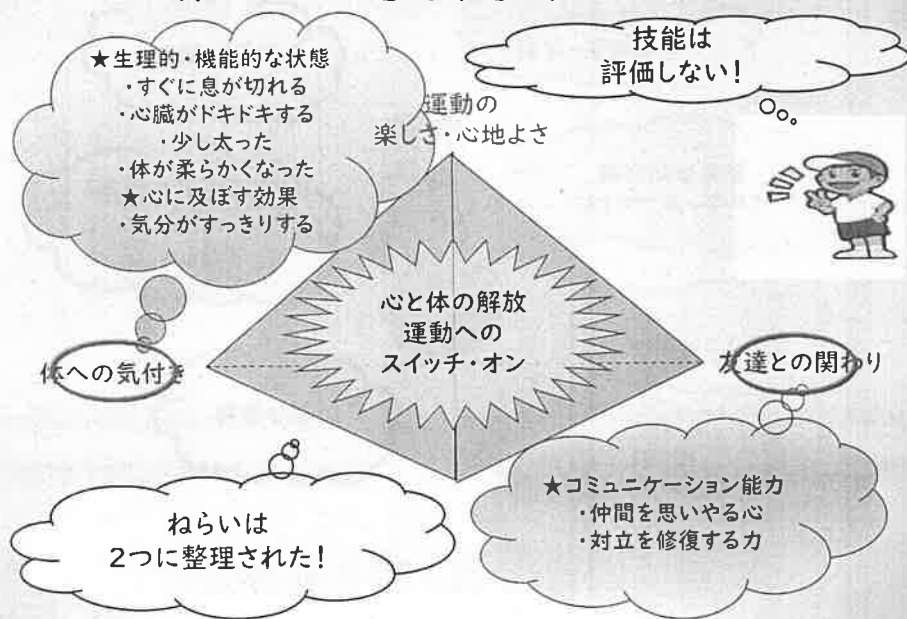 ★生理的・機能的な状態
・すぐに息が切れる
・心臓がドキドキする
・少し太った
・体が柔らかくなった
★心に及ぼす効果
・気分がすっきりする
技能は
評価しない!
運動の
楽しさ・心地よさ
心と体の解放
運動への
スイッチ・オン
体への気付き
友達との関わり
ねらいは
2つに整理された!
★コミュニケーション能力
・仲間を思いやる心
・対立を修復する力